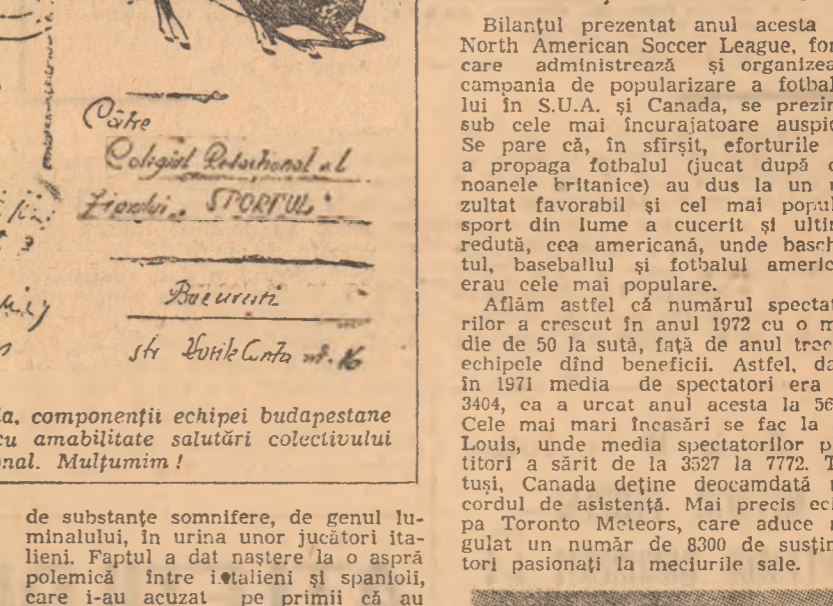 Către
Colegiul Redacțional al
Ziarului "SPORTUL"
București
str Vasile Conta nr. 16
ia, componenții echipei budapestane
cu amabilitate salutări colectivului
onal. Mulțumim !
de substanțe somnifere, de genul lu-
minalului, în urina unor jucători ita-
lieni. Faptul a dat naștere la o aspră
polemică între italieni și spanioli,
care i-au acuzat pe primii că au
Bilanțul prezentat anul acesta
North American Soccer League, for
care administrează și organizea
campania de popularizare a fotbal
lui în S.U.A. și Canada, se prezin
sub cele mai încurajatoare auspic
Se pare că, în sfîrșit, eforturile
a propaga fotbalul (jucat după c
noanele britanice) au dus la un r
zultat favorabil și cel mai popul
sport din lume a cucerit și ultim
redută, cea americană, unde basch
tul, baseballul și fotbalul americ
erau cele mai populare.
Aflăm astfel că numărul spectat
rilor a crescut în anul 1972 cu o m
die de 50 la sută, față de anul trec
echipele dînd beneficii. Astfel, da
în 1971 media de spectatori era
3404, ea a urcat anul acesta la 56
Cele mai mari încasări se fac la
Louis, unde media spectatorilor p
titori a sărit de la 3527 la 7772. T
tuși, Canada deține deocamdată r
cordul de asistență. Mai precis ec
pa Toronto Meteors, care aduce r
gulat un număr de 8300 de susțin
tori pasionați la meciurile sale.